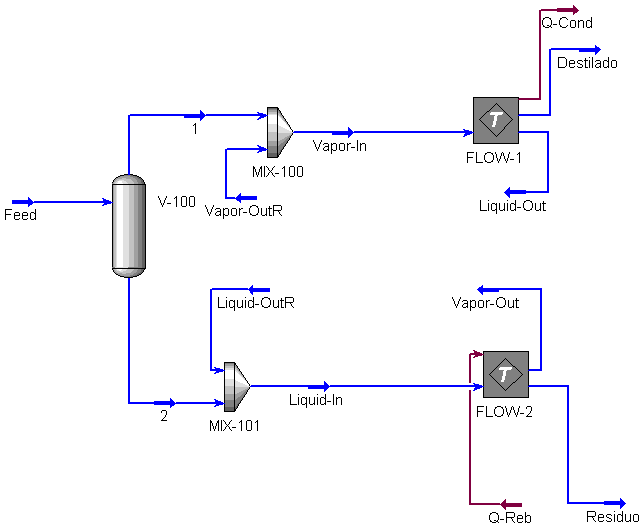 Q-Cond
Destilado
T
1
Vapor-In
FLOW-1
MIX-100
V-100
Vapor-OutR
Liquid-Out
Feed
Liquid-OutR
Vapor-Out
T
Liquid-In
FLOW-2
2
MIX-101
Q-Reb
Residuo